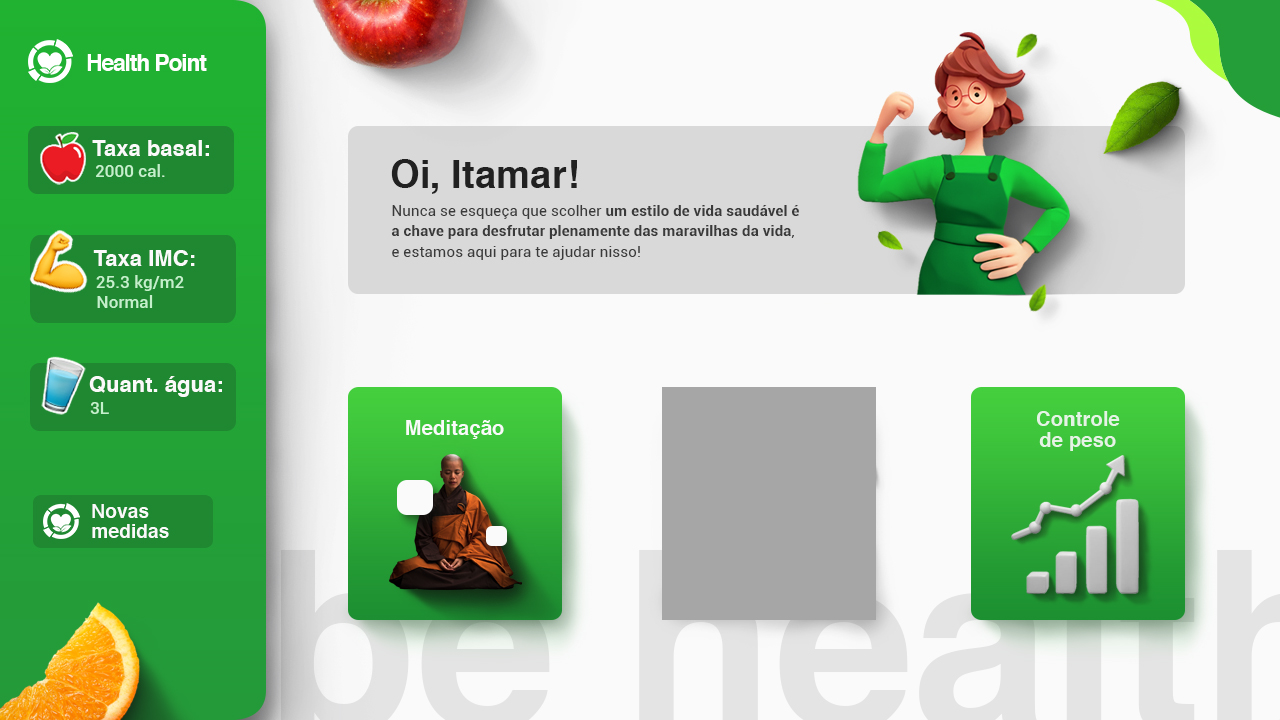 Health Point
Taxa basal:
2000 cal.
Taxa IMC:
25.3 kg/m2
Normal
Quant. água:
3L
Novas
medidas
Oi, Itamar!
Nunca se esqueça que scolher um estilo de vida saudável é
a chave para desfrutar plenamente das maravilhas da vida,
e estamos aqui para te ajudar nisso!
Meditação
Controle
de peso
be health